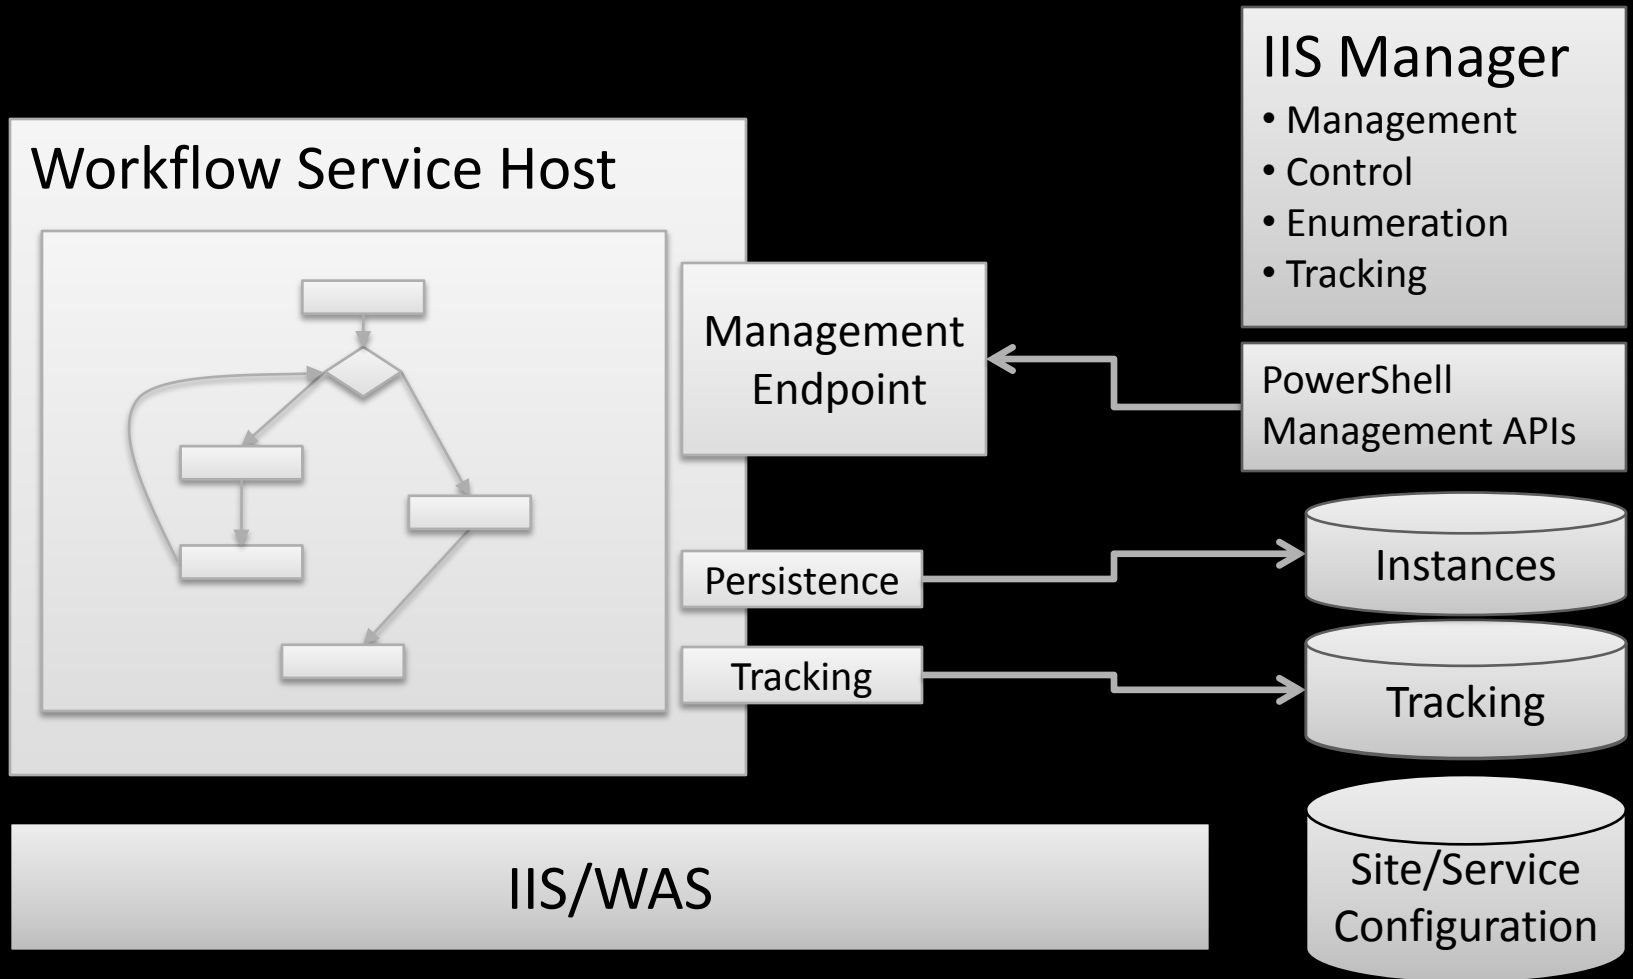 Workflow Service Host
Management
Endpoint
Persistence
Tracking
IIS/WAS
IIS Manager
• Management
• Control
• Enumeration
• Tracking
PowerShell
Management APIs
Instances
Tracking
Site/Service
Configuration